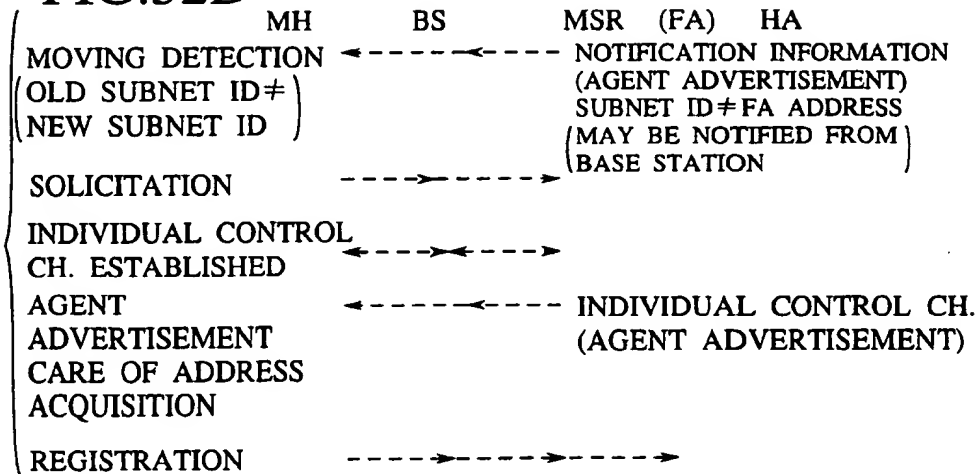 FIG.32B
MH BS MSR (FA) HA
MOVING DETECTION NOTIFICATION INFORMATION
(OLD SUBNET ID≠ (AGENT ADVERTISEMENT)
NEW SUBNET ID) SUBNET ID≠FA ADDRESS
(MAY BE NOTIFIED FROM
BASE STATION)
SOLICITATION
INDIVIDUAL CONTROL
CH. ESTABLISHED
AGENT INDIVIDUAL CONTROL CH.
ADVERTISEMENT (AGENT ADVERTISEMENT)
CARE OF ADDRESS
ACQUISITION
REGISTRATION